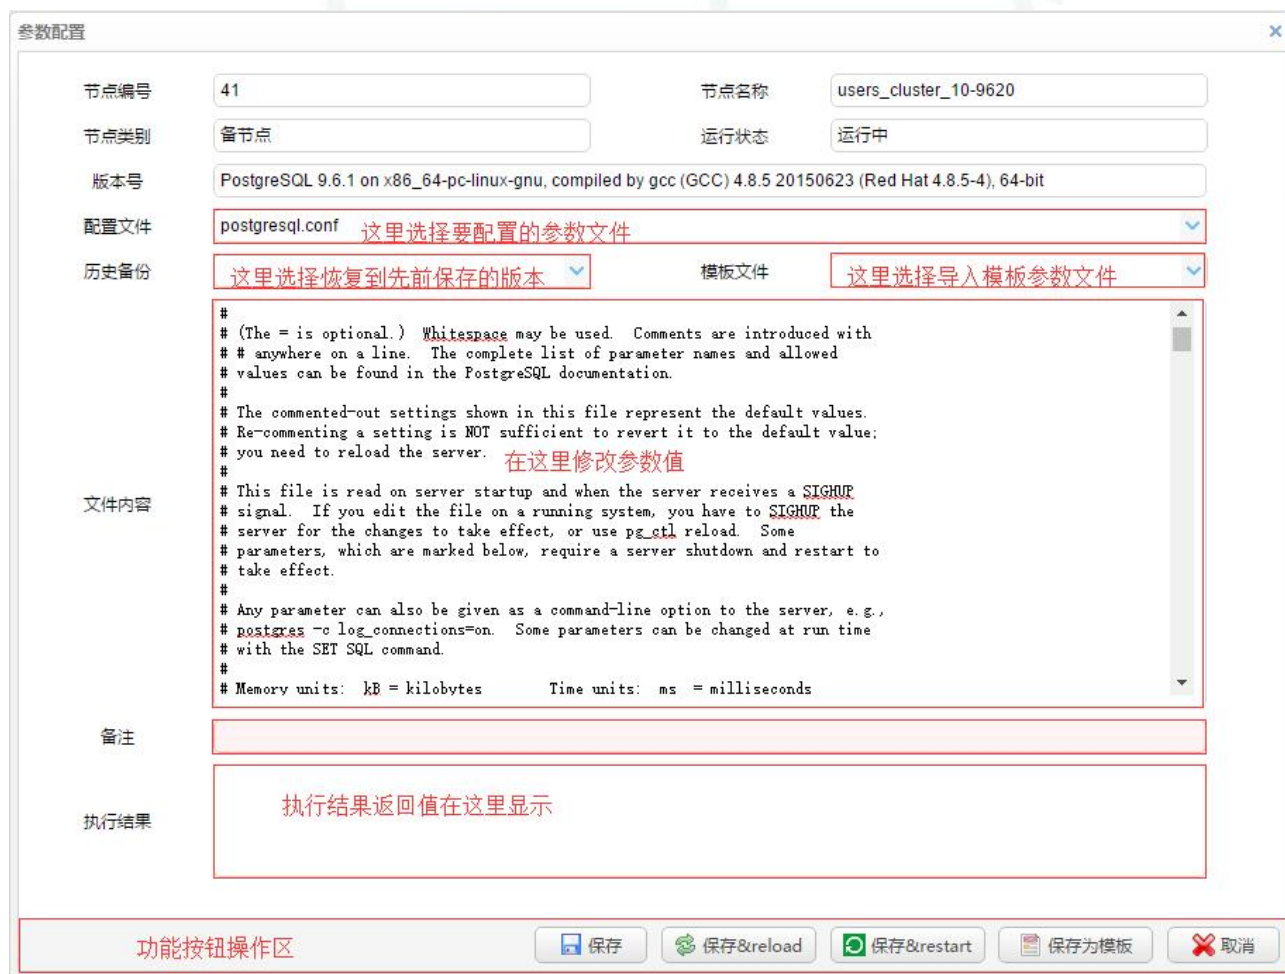 参数配置
节点编号 41 节点名称 users_cluster_10-9620
节点类别 备节点 运行状态 运行中
版本号 PostgreSQL 9.6.1 on x86_64-pc-linux-gnu, compiled by gcc (GCC) 4.8.5 20150623 (Red Hat 4.8.5-4), 64-bit
配置文件 postgresql.conf 这里选择要配置的参数文件
历史备份 这里选择恢复到先前保存的版本 模板文件 这里选择导入模板参数文件
#
# (The = is optional.)  Whitespace may be used.  Comments are introduced with
# # anywhere on a line.  The complete list of parameter names and allowed
# values can be found in the PostgreSQL documentation.
#
# The commented-out settings shown in this file represent the default values.
# Re-commenting a setting is NOT sufficient to revert it to the default value;
# you need to reload the server. 在这里修改参数值
#
文件内容
# This file is read on server startup and when the server receives a SIGHUP
# signal.  If you edit the file on a running system, you have to SIGHUP the
# server for the changes to take effect, or use pg_ctl reload.  Some
# parameters, which are marked below, require a server shutdown and restart to
# take effect.
#
# Any parameter can also be given as a command-line option to the server, e.g.,
# postgres -c log_connections=on.  Some parameters can be changed at run time
# with the SET SQL command.
#
# Memory units:  kB = kilobytes        Time units:  ms  = milliseconds
备注
执行结果 执行结果返回值在这里显示
功能按钮操作区 保存 保存&reload 保存&restart 保存为模板 取消